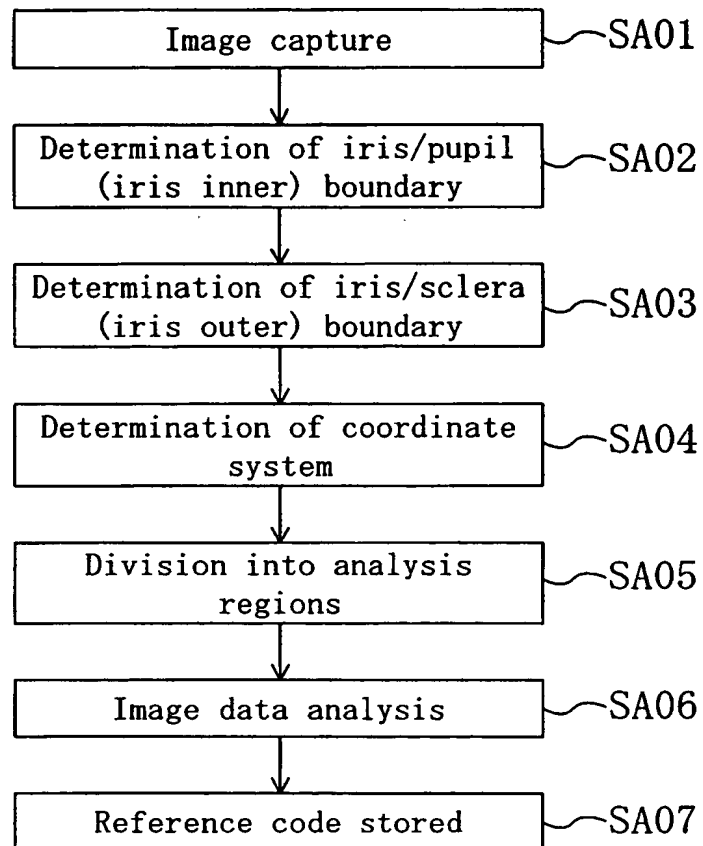 Image capture
SA01
Determination of iris/pupil
(iris inner) boundary
SA02
Determination of iris/sclera
(iris outer) boundary
SA03
Determination of coordinate
system
SA04
Division into analysis
regions
SA05
Image data analysis
SA06
Reference code stored
SA07